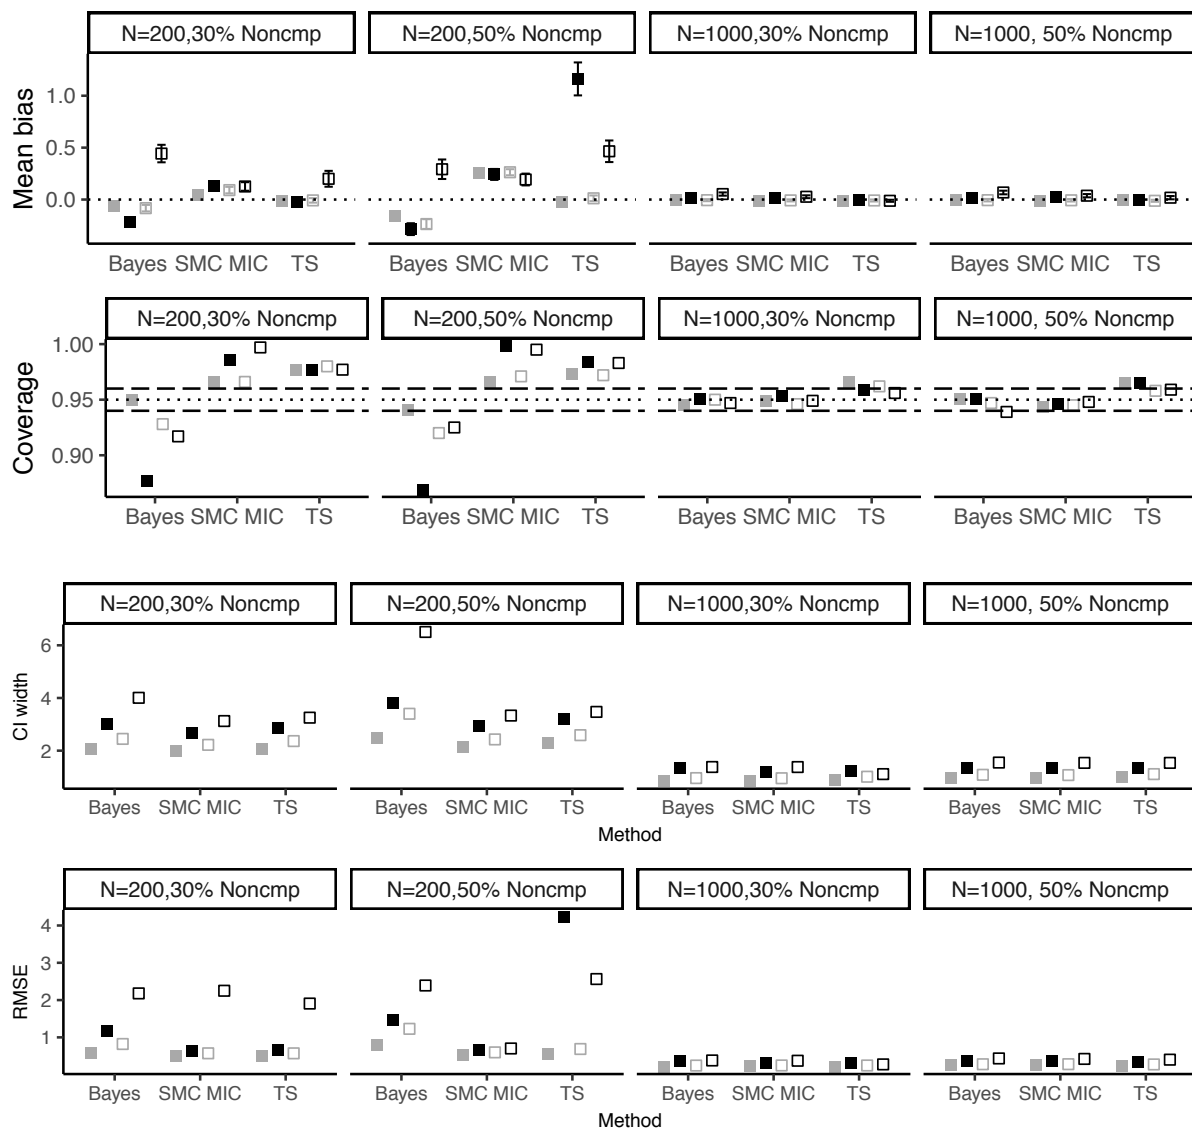 N=200,30% Noncmp N=200,50% Noncmp N=1000,30% Noncmp N=1000, 50% Noncmp
Mean bias
1.0
0.5
0.0
Bayes SMC MIC TS Bayes SMC MIC TS Bayes SMC MIC TS Bayes SMC MIC TS
N=200,30% Noncmp N=200,50% Noncmp N=1000,30% Noncmp N=1000, 50% Noncmp
Coverage
1.00
0.95
0.90
Bayes SMC MIC TS Bayes SMC MIC TS Bayes SMC MIC TS Bayes SMC MIC TS
N=200,30% Noncmp N=200,50% Noncmp N=1000,30% Noncmp N=1000, 50% Noncmp
CI width
6
4
2
Bayes SMC MIC TS Bayes SMC MIC TS Bayes SMC MIC TS Bayes SMC MIC TS
Method
N=200,30% Noncmp N=200,50% Noncmp N=1000,30% Noncmp N=1000, 50% Noncmp
RMSE
4
3
2
1
Bayes SMC MIC TS Bayes SMC MIC TS Bayes SMC MIC TS Bayes SMC MIC TS
Method